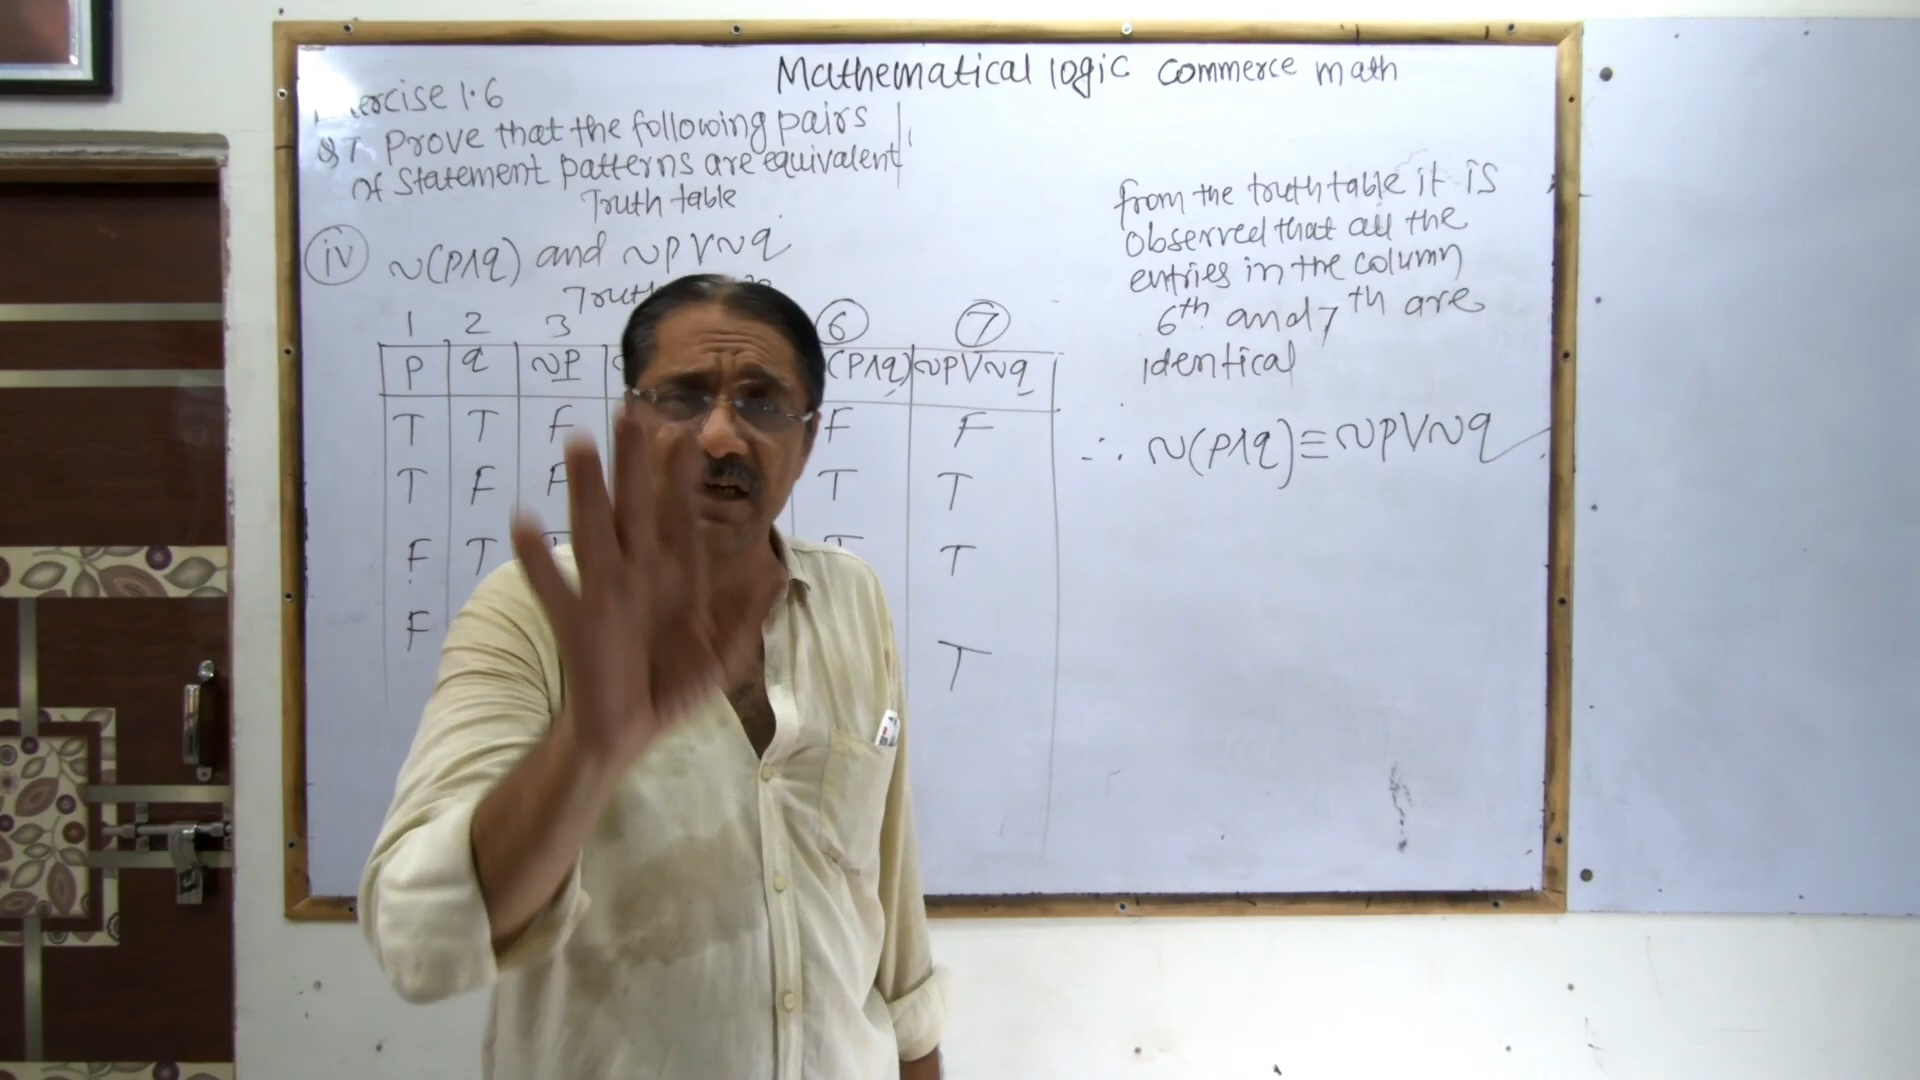 Mathematical logic commerce math
ercise 1.6
Q7 Prove that the following pairs
of statement patterns are equivalent
Truth table
iv ~(p∧q) and ~p∨~q
Truth
1 2 3 6 7
p q ~p (p∧q) ~p∨~q
T T F F F
T F F T T
F T T T T
F T
from the truth table it is
observed that all the
entries in the column
6th and 7th are
identical
∴ ~(p∧q)≡~p∨~q